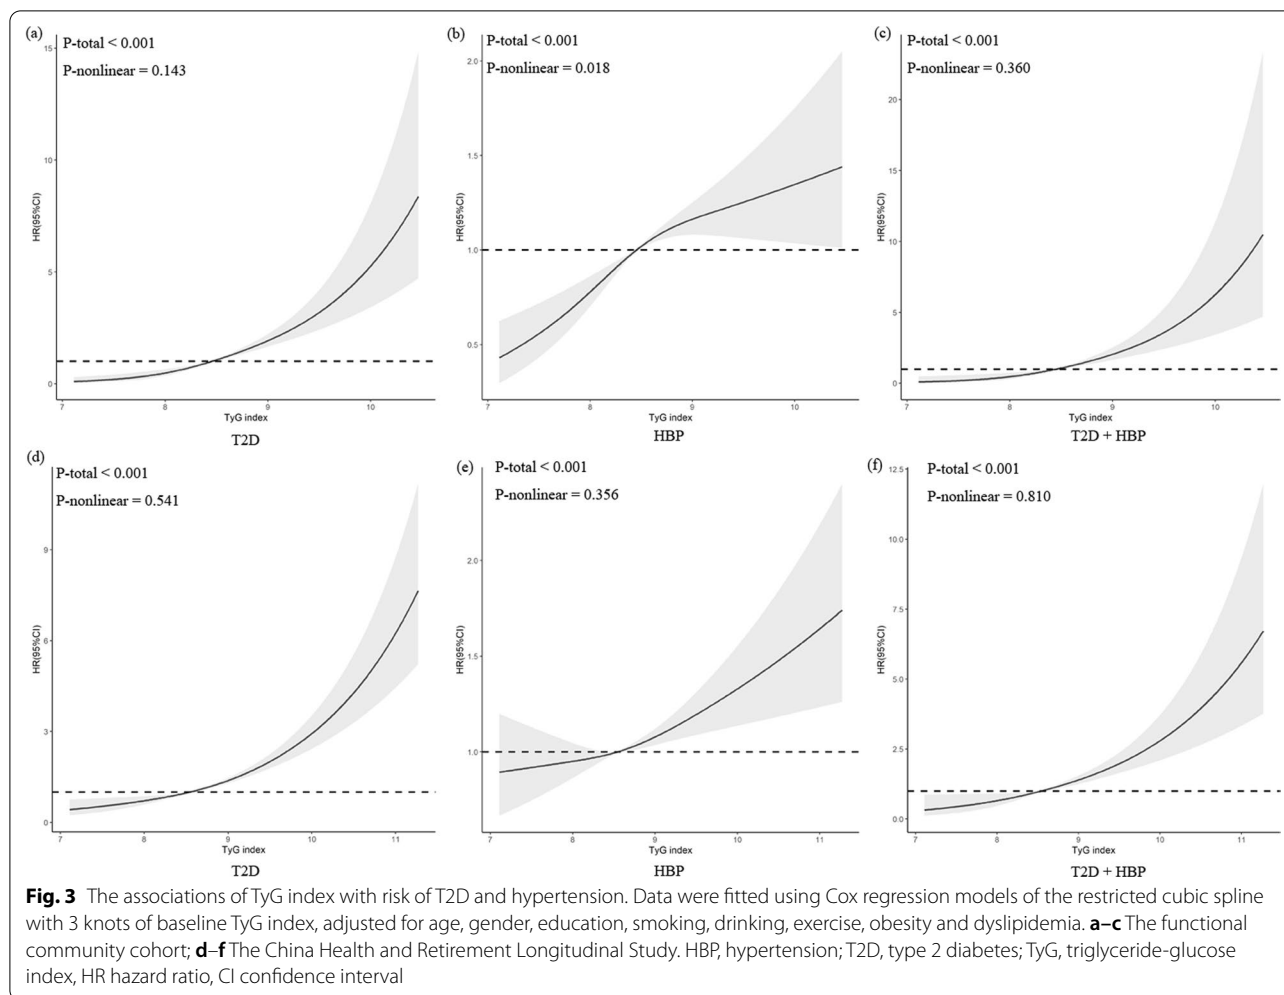 (a)
P-total < 0.001
P-nonlinear = 0.143
15
10
5
0
HR(95%CI)
7
8
9
10
TyG index
T2D
(b)
P-total < 0.001
P-nonlinear = 0.018
2.0
1.5
1.0
0.5
HR(95%CI)
7
8
9
10
TyG index
HBP
(c)
P-total < 0.001
P-nonlinear = 0.360
20
15
10
5
0
HR(95%CI)
7
8
9
10
TyG index
T2D + HBP
(d)
P-total < 0.001
P-nonlinear = 0.541
9
6
3
0
HR(95%CI)
7
8
9
10
11
TyG index
T2D
(e)
P-total < 0.001
P-nonlinear = 0.356
2.0
1.5
1.0
HR(95%CI)
7
8
9
10
11
TyG index
HBP
(f)
P-total < 0.001
P-nonlinear = 0.810
12.5
10.0
7.5
5.0
2.5
0.0
HR(95%CI)
7
8
9
10
11
TyG index
T2D + HBP
Fig. 3 The associations of TyG index with risk of T2D and hypertension. Data were fitted using Cox regression models of the restricted cubic spline
with 3 knots of baseline TyG index, adjusted for age, gender, education, smoking, drinking, exercise, obesity and dyslipidemia. a–c The functional
community cohort; d–f The China Health and Retirement Longitudinal Study. HBP, hypertension; T2D, type 2 diabetes; TyG, triglyceride-glucose
index, HR hazard ratio, CI confidence interval